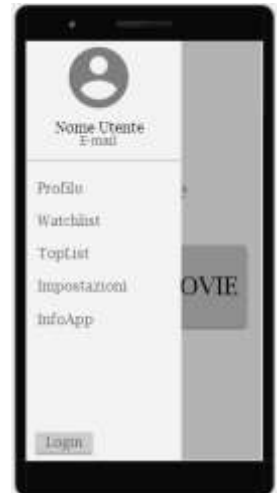 Nome Utente
E-mail
Profilo
Watchlist
TopList
Impostazioni
OVIE
InfoApp
Login